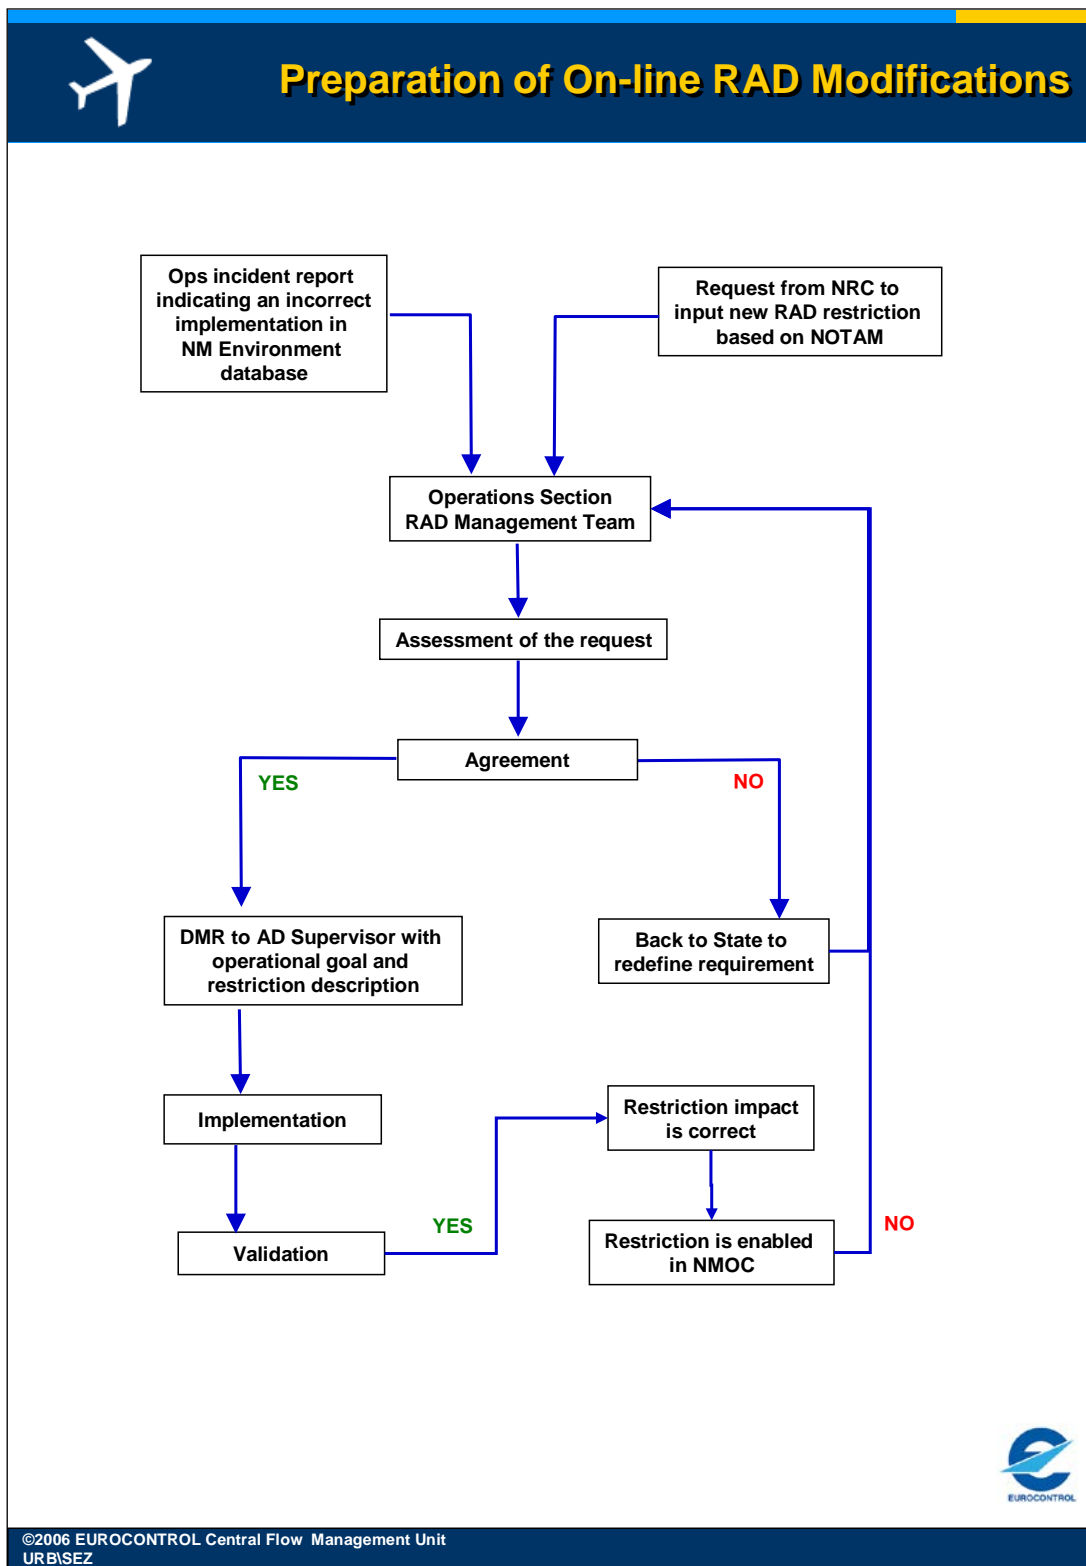 Preparation of On-line RAD Modifications
Ops incident report
indicating an incorrect
implementation in
NM Environment
database
Request from NRC to
input new RAD restriction
based on NOTAM
Operations Section
RAD Management Team
Assessment of the request
Agreement
YES
NO
DMR to AD Supervisor with
operational goal and
restriction description
Back to State to
redefine requirement
Implementation
Restriction impact
is correct
Validation
YES
Restriction is enabled
in NMOC
NO
EUROCONTROL
©2006 EUROCONTROL Central Flow Management Unit
URB\SEZ